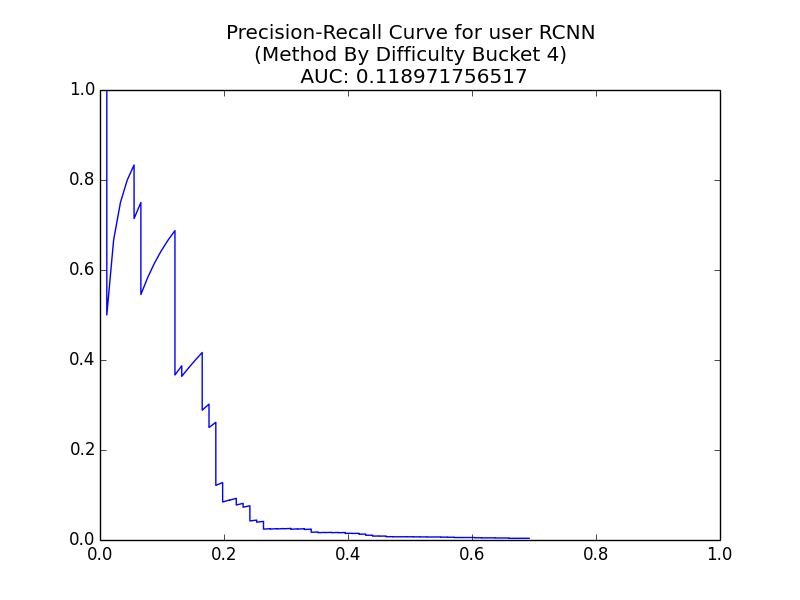 Precision-Recall Curve for user RCNN
(Method By Difficulty Bucket 4)
AUC: 0.118971756517
1.0
0.8
0.6
0.4
0.2
0.0
0.0 0.2 0.4 0.6 0.8 1.0